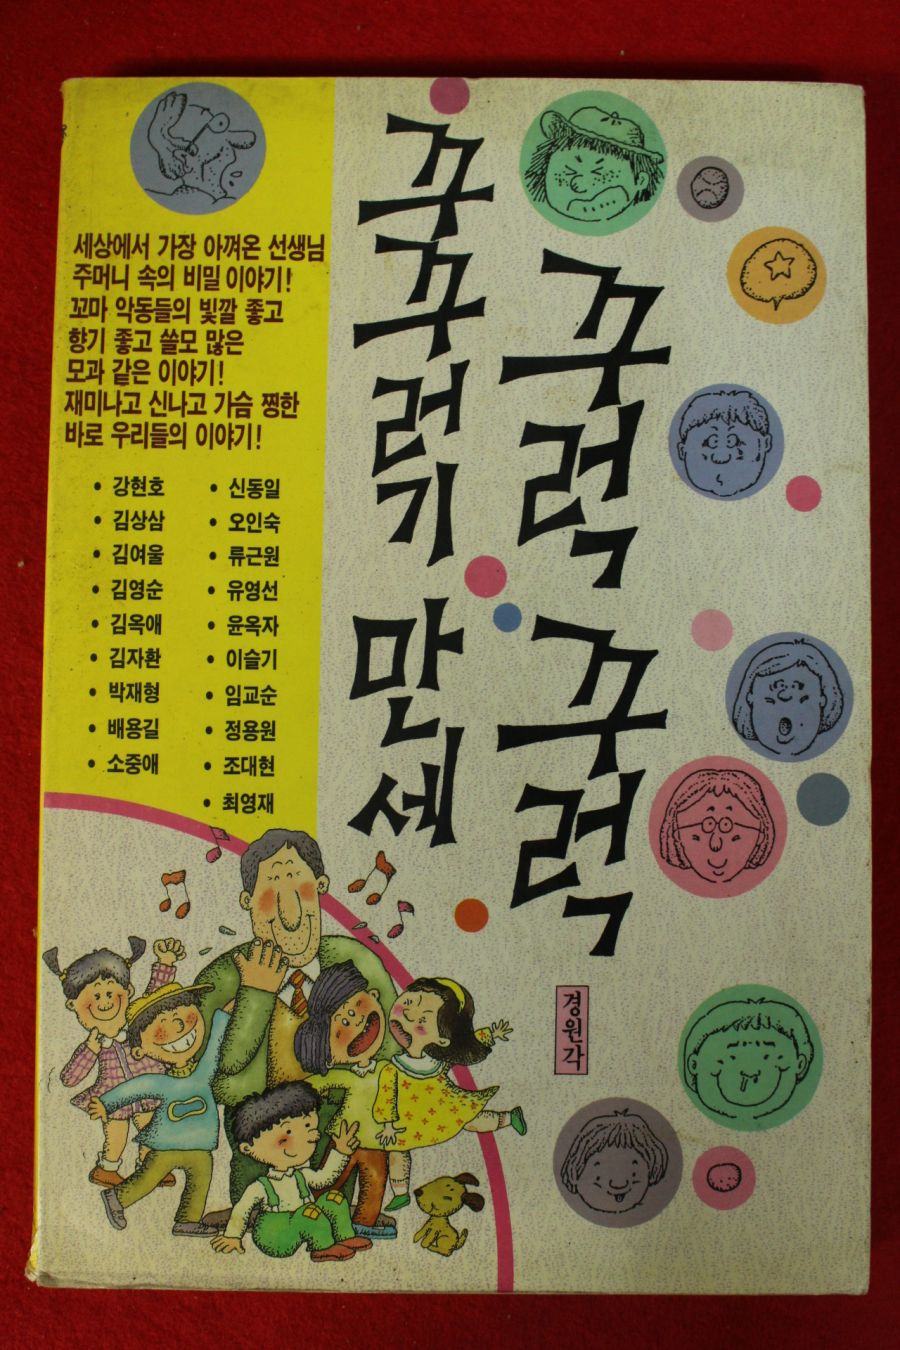 꾸럭 꾸럭
꾸꾸러기 만세
세상에서 가장 아껴온 선생님
주머니 속의 비밀 이야기!
꼬마 악동들의 빛깔 좋고
향기 좋고 쓸모 많은
모과 같은 이야기!
재미나고 신나고 가슴 찡한
바로 우리들의 이야기!
• 강현호
• 김상삼
• 김여울
• 김영순
• 김옥애
• 김자환
• 박재형
• 배용길
• 소중애
• 신동일
• 오인숙
• 류근원
• 유영선
• 윤옥자
• 이슬기
• 임교순
• 정용원
• 조대현
• 최영재
경원각